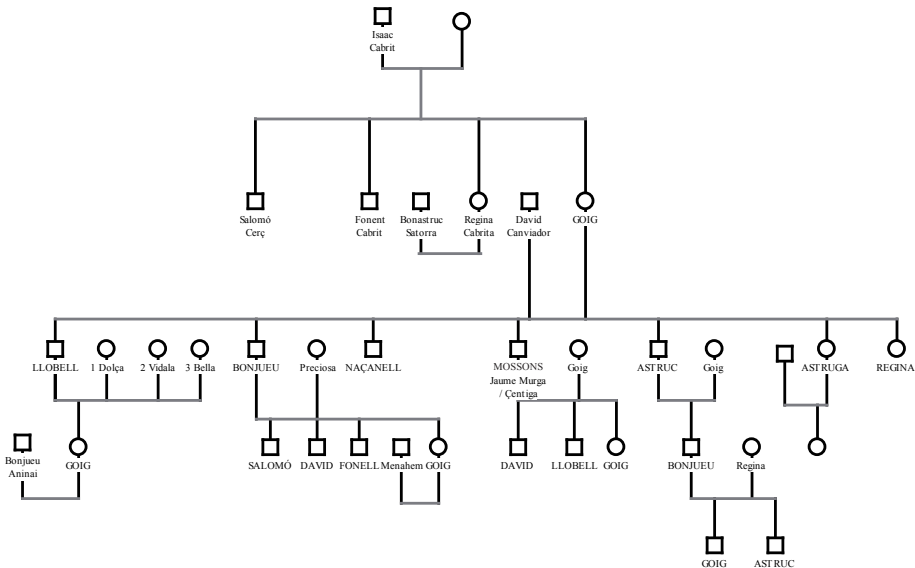 Isaac
Cabrit
Salomó
Cerç
Fonent
Cabrit
Bonastruc
Satorra
Regina
Cabrita
David
Canviador
GOIG
LLOBELL
1 Dolça
2 Vidala
3 Bella
BONJUEU
Preciosa
NAÇANELL
MOSSONS
Jaume Murga
/ Çentiga
Goig
ASTRUC
Goig
ASTRUGA
REGINA
Bonjueu
Aninai
GOIG
SALOMÓ
DAVID
FONELL
Menahem
GOIG
DAVID
LLOBELL
GOIG
BONJUEU
Regina
GOIG
ASTRUC